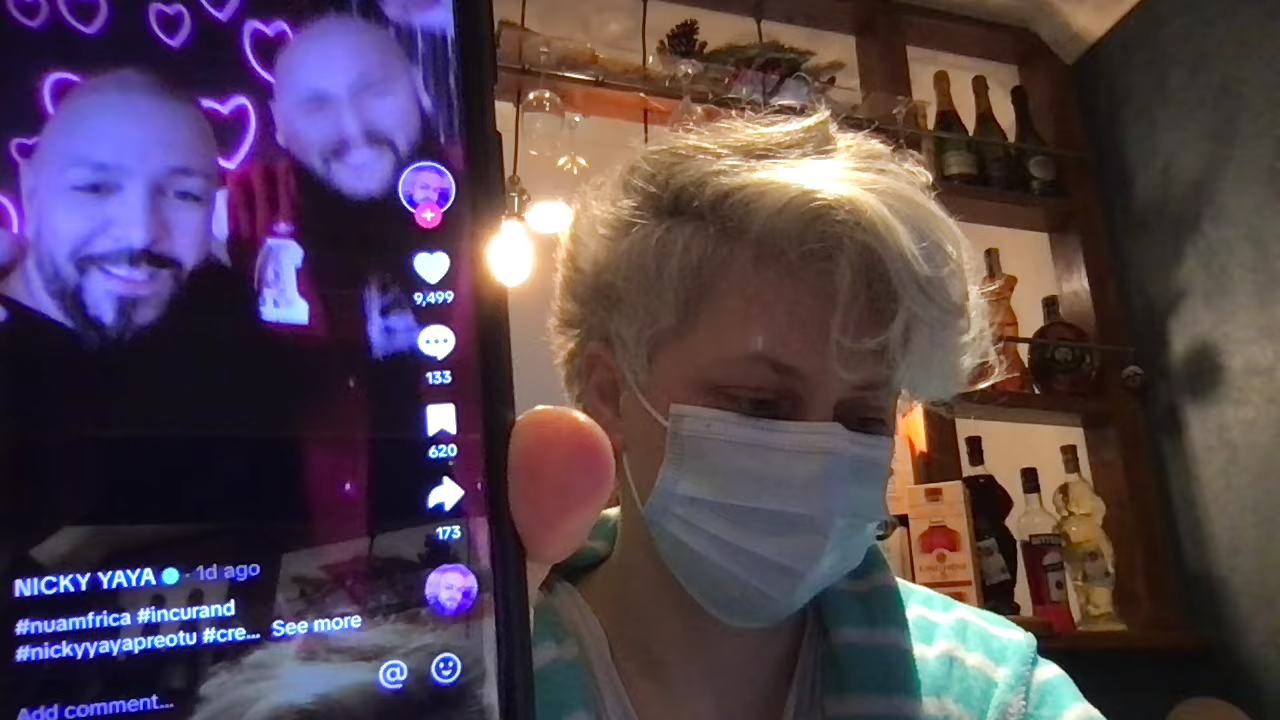 9,499
133
620
173
NICKY YAYA · 1d ago
#nuamfrica #incurand
#nickyyayapreotu #cre... See more
Add comment...